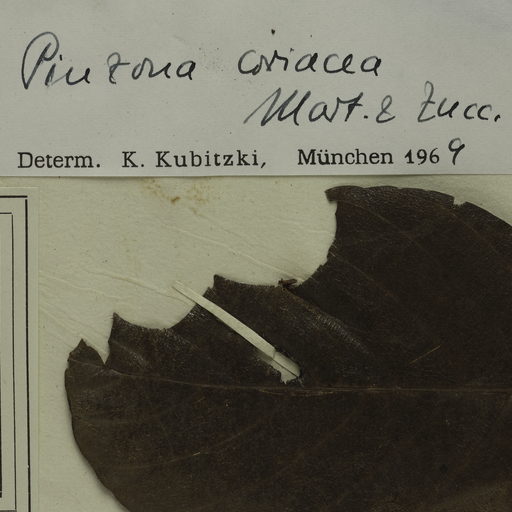 Pinzona coriacea
Mart. & Zucc.
Determ. K. Kubitzki, München 1969